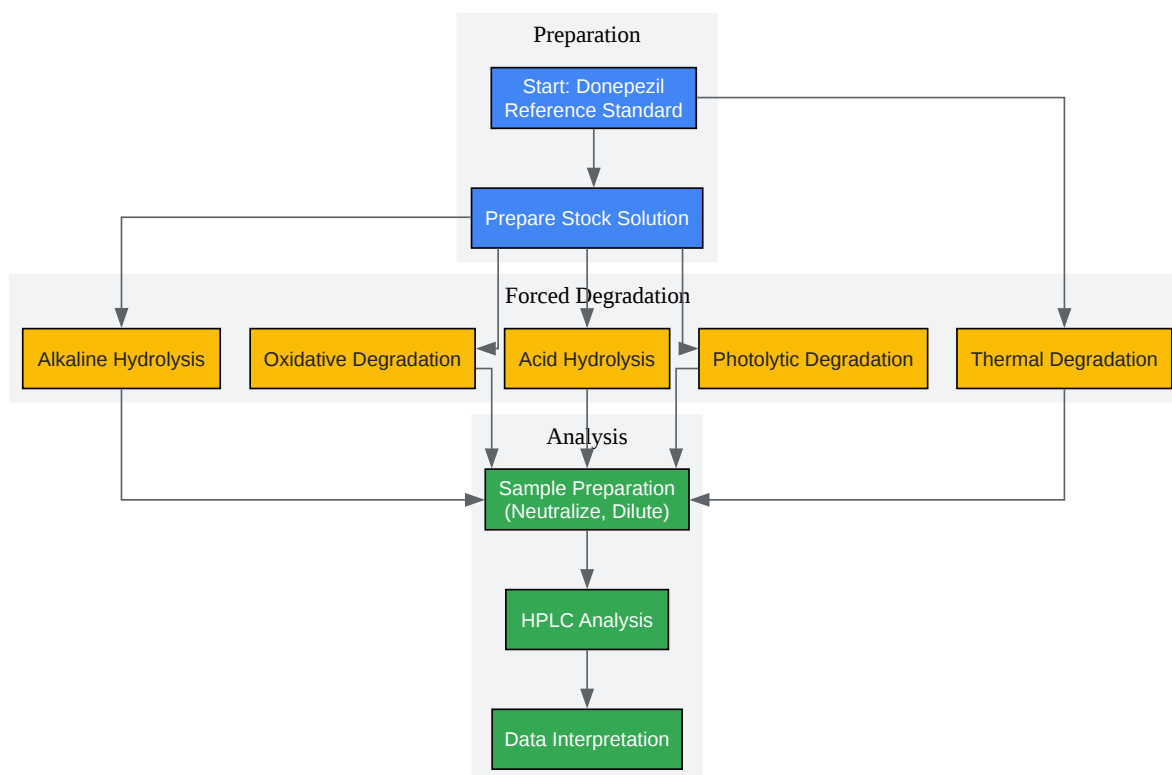 Preparation
Start: Donepezil
Reference Standard
Prepare Stock Solution
Forced Degradation
Alkaline Hydrolysis
Oxidative Degradation
Acid Hydrolysis
Photolytic Degradation
Thermal Degradation
Analysis
Sample Preparation
(Neutralize, Dilute)
HPLC Analysis
Data Interpretation